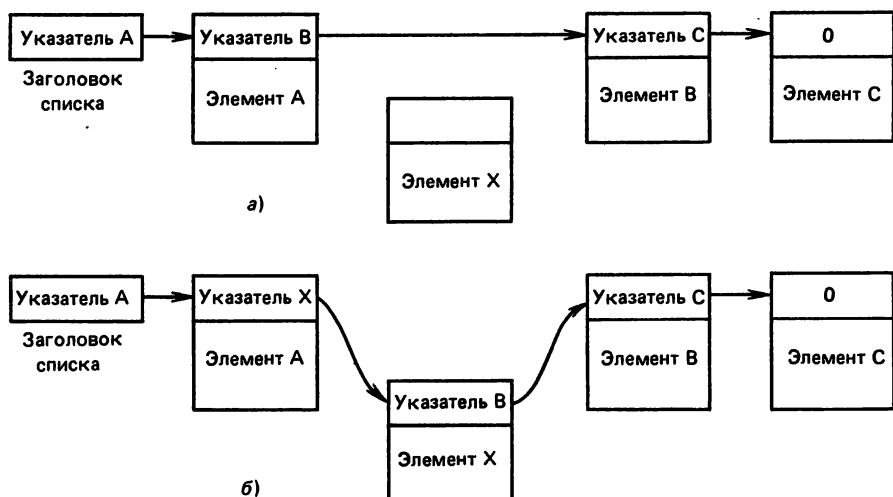 Указатель А
Указатель В
Указатель С
0
Заголовок
списка
Элемент А
Элемент В
Элемент С
Элемент Х
а)
Указатель А
Указатель Х
Указатель С
0
Заголовок
списка
Элемент А
Элемент В
Элемент С
Указатель В
Элемент Х
б)